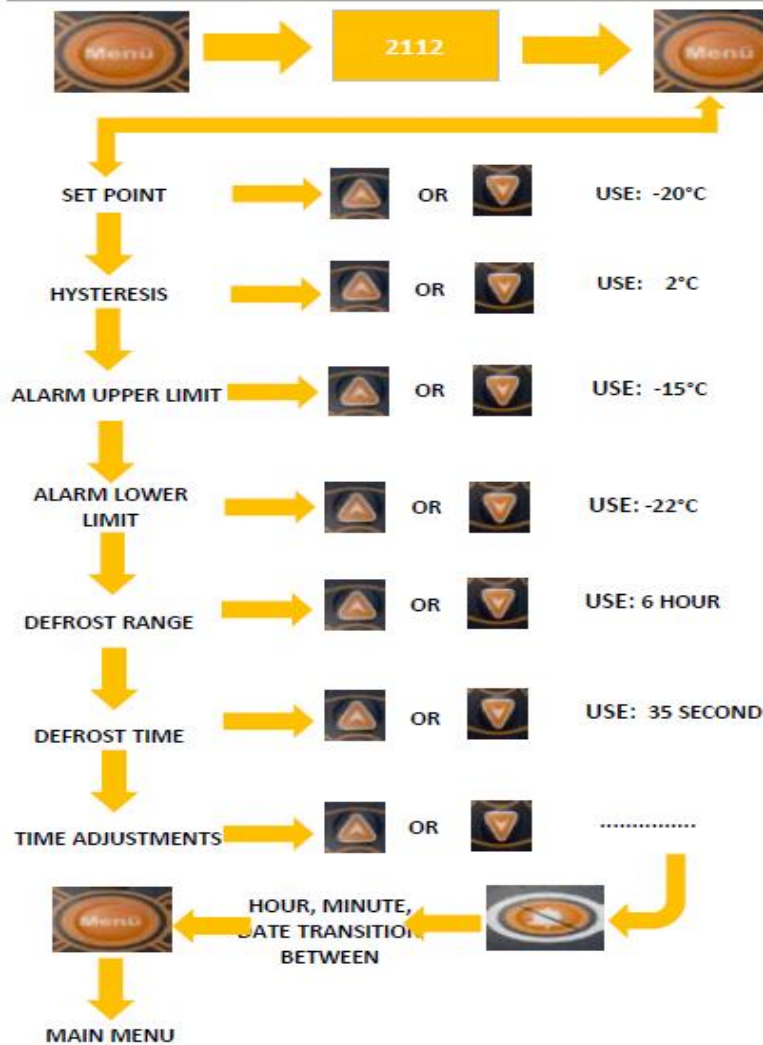 Menü
2112
Menü
SET POINT
OR
USE: -20°C
HYSTERESIS
OR
USE: 2°C
ALARM UPPER LIMIT
OR
USE: -15°C
ALARM LOWER
LIMIT
OR
USE: -22°C
DEFROST RANGE
OR
USE: 6 HOUR
DEFROST TIME
OR
USE: 35 SECOND
TIME ADJUSTMENTS
OR
...............
Menü
HOUR, MINUTE,
DATE TRANSITION
BETWEEN
MAIN MENU